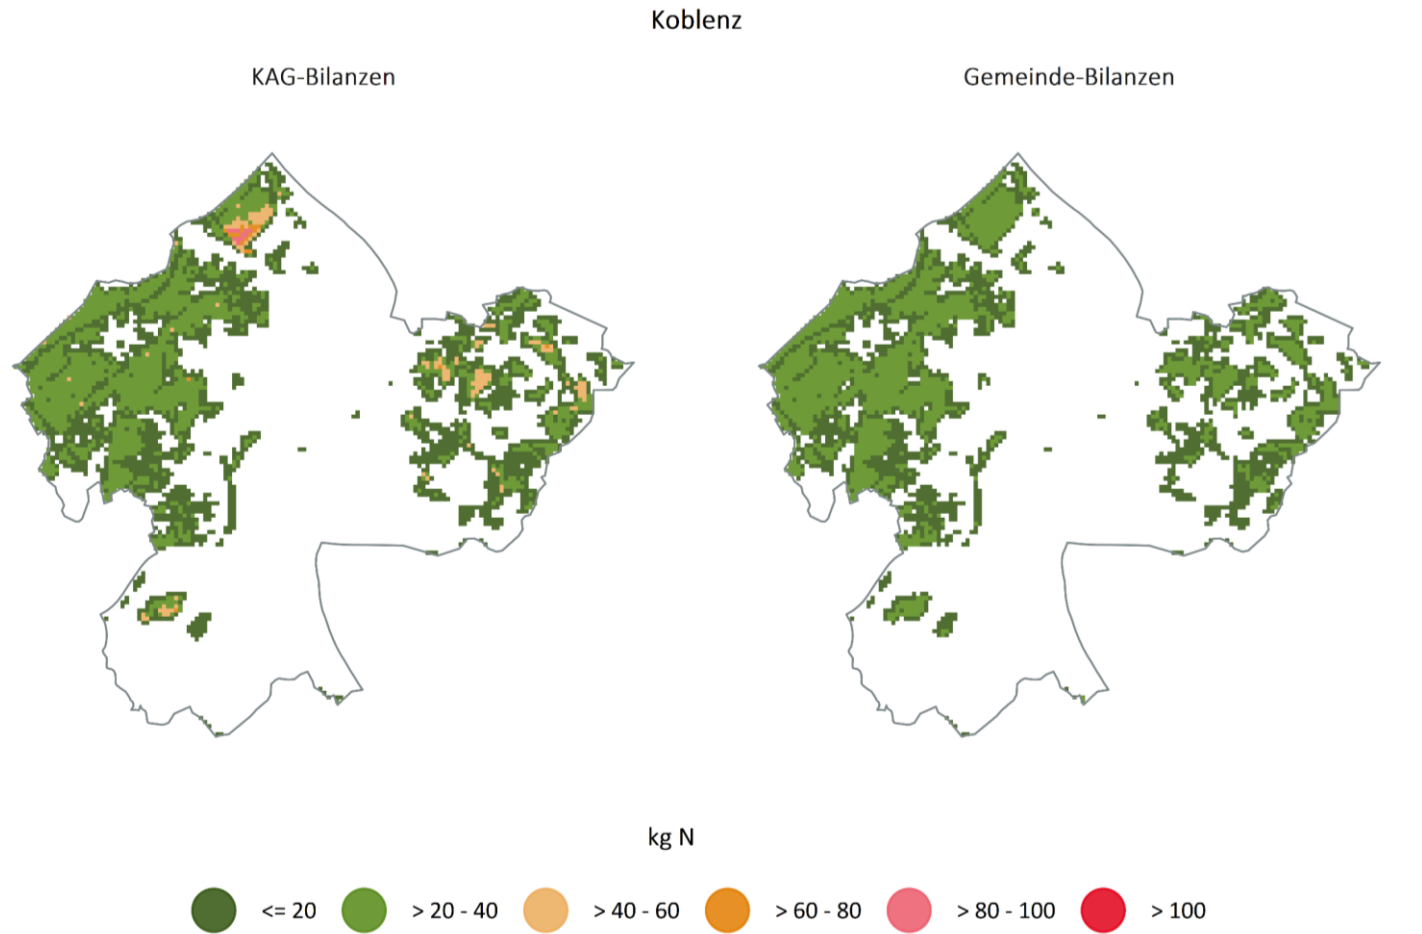 Koblenz
KAG-Bilanzen
Gemeinde-Bilanzen
kg N
<= 20
> 20 - 40
> 40 - 60
> 60 - 80
> 80 - 100
> 100